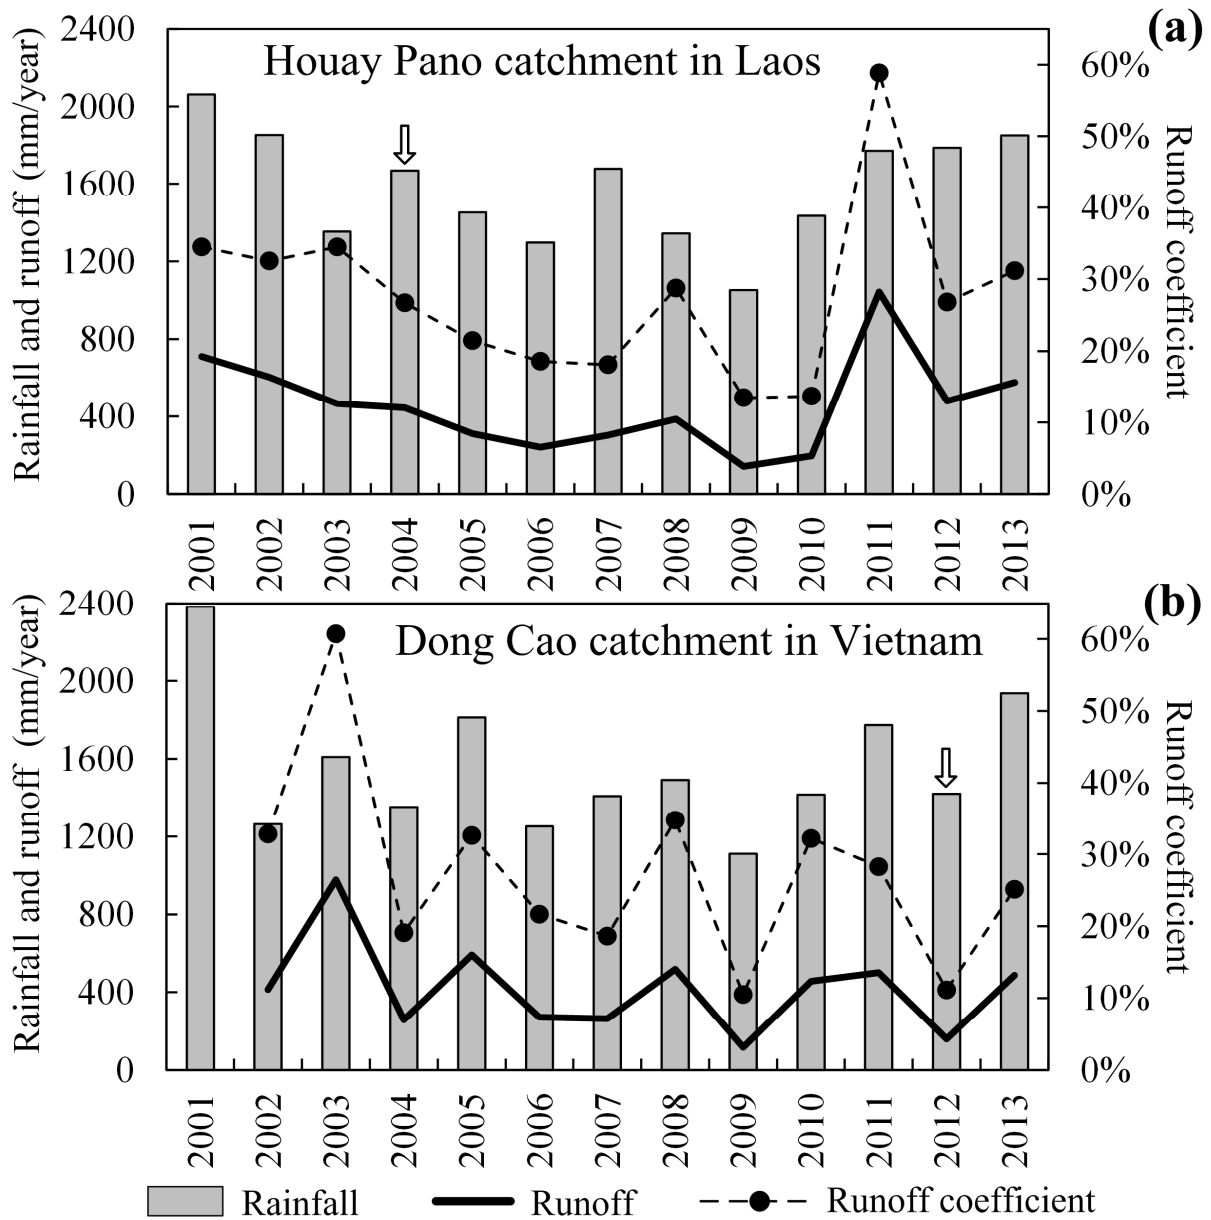 (a)
Houay Pano catchment in Laos
Rainfall and runoff (mm/year)
2400
2000
1600
1200
800
400
0
60%
50%
40%
30%
20%
10%
0%
Runoff coefficient
2001 2002 2003 2004 2005 2006 2007 2008 2009 2010 2011 2012 2013
(b)
Dong Cao catchment in Vietnam
Rainfall and runoff (mm/year)
2400
2000
1600
1200
800
400
0
60%
50%
40%
30%
20%
10%
0%
Runoff coefficient
2001 2002 2003 2004 2005 2006 2007 2008 2009 2010 2011 2012 2013
Rainfall Runoff Runoff coefficient